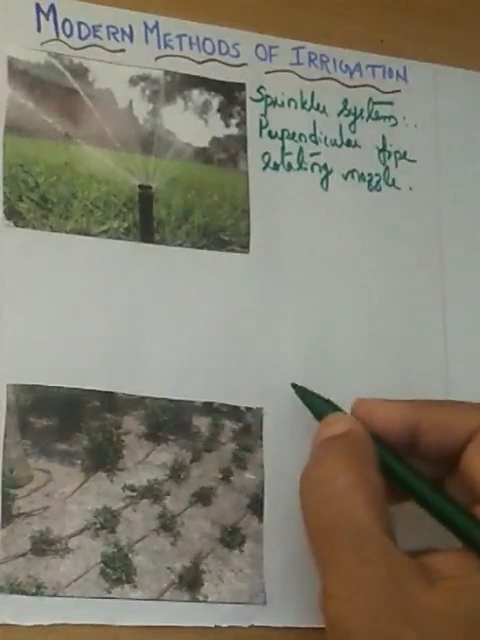 MODERN METHODS OF IRRIGATION
Sprinkler System:.
Perpendicular pipe
rotating nozzle.